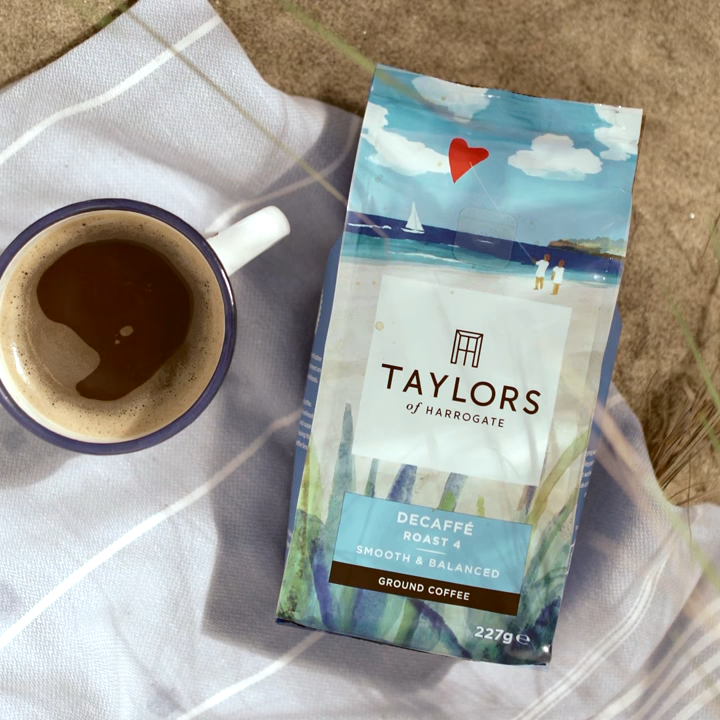 TAYLORS
of HARROGATE
DECAFFÉ
ROAST 4
SMOOTH & BALANCED
GROUND COFFEE
227g ℮